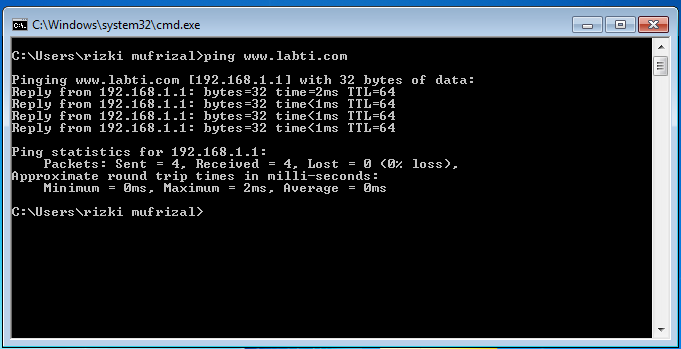 C:\Windows\system32\cmd.exe
C:\Users\rizki mufrizal>ping www.labti.com
Pinging www.labti.com [192.168.1.1] with 32 bytes of data:
Reply from 192.168.1.1: bytes=32 time=2ms TTL=64
Reply from 192.168.1.1: bytes=32 time<1ms TTL=64
Reply from 192.168.1.1: bytes=32 time<1ms TTL=64
Reply from 192.168.1.1: bytes=32 time<1ms TTL=64
Ping statistics for 192.168.1.1:
    Packets: Sent = 4, Received = 4, Lost = 0 (0% loss),
Approximate round trip times in milli-seconds:
    Minimum = 0ms, Maximum = 2ms, Average = 0ms
C:\Users\rizki mufrizal>